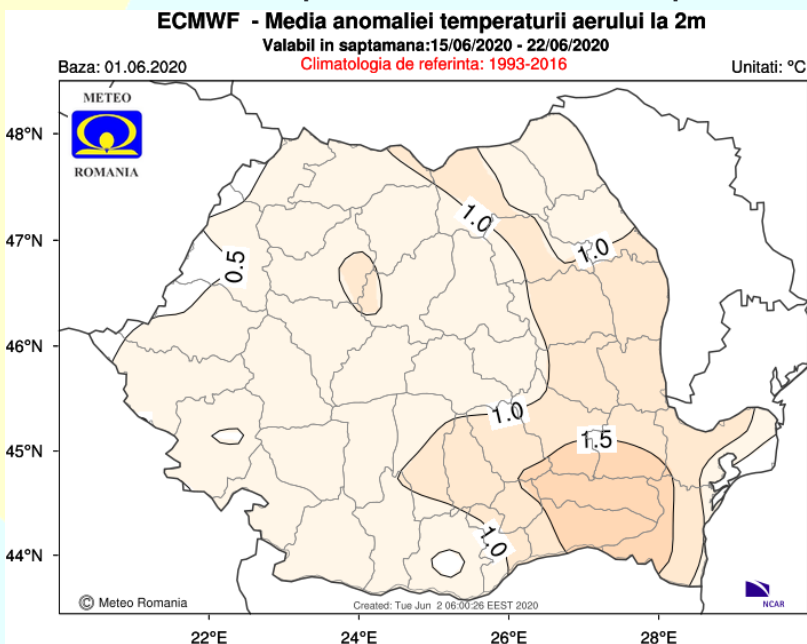 ECMWF - Media anomaliei temperaturii aerului la 2m
Valabil in saptamana:15/06/2020 - 22/06/2020
Baza: 01.06.2020
Climatologia de referinta: 1993-2016
Unitati: ºC
METEO
ROMANIA
48°N
47°N
46°N
45°N
44°N
1.0
1.0
0.5
1.0
1.5
1.0
© Meteo Romania
Created: Tue Jun 2 06:00:26 EEST 2020
NCAR
22°E
24°E
26°E
28°E